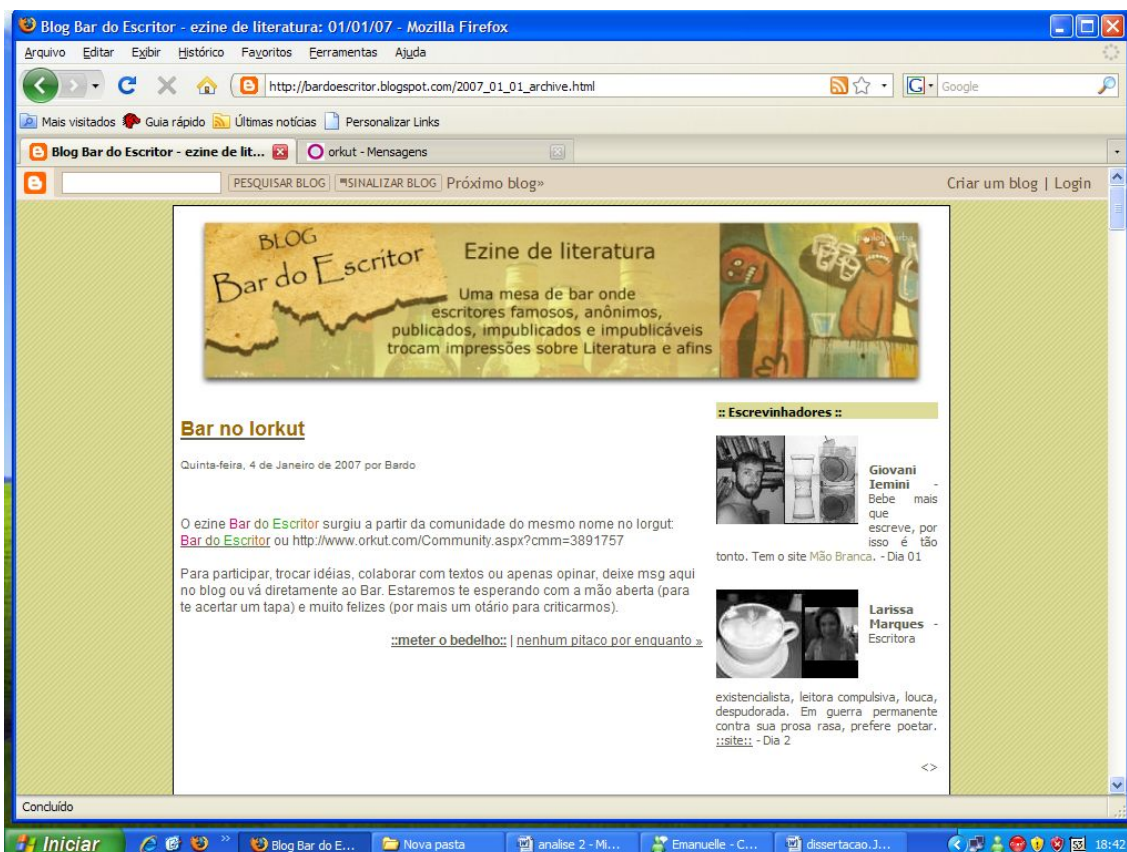 Blog Bar do Escritor - ezine de literatura: 01/01/07 - Mozilla Firefox
Arquivo Editar Exibir Histórico Favoritos Ferramentas Ajuda
http://bardoescritor.blogspot.com/2007_01_01_archive.html
G Google
Mais visitados Guia rápido Últimas notícias Personalizar Links
Blog Bar do Escritor - ezine de lit... orkut - Mensagens
PESQUISAR BLOG SINALIZAR BLOG Próximo blog» Criar um blog | Login
BLOG
Bar do Escritor
Ezine de literatura
Uma mesa de bar onde
escritores famosos, anônimos,
publicados, impublicados e impublicáveis
trocam impressões sobre Literatura e afins
Bar no Iorkut
Quinta-feira, 4 de Janeiro de 2007 por Bardo
O ezine Bar do Escritor surgiu a partir da comunidade do mesmo nome no Iorgut:
Bar do Escritor ou http://www.orkut.com/Community.aspx?cmm=3891757
Para participar, trocar idéias, colaborar com textos ou apenas opinar, deixe msg aqui
no blog ou vá diretamente ao Bar. Estaremos te esperando com a mão aberta (para
te acertar um tapa) e muito felizes (por mais um otário para criticarmos).
::meter o bedelho:: | nenhum pitaco por enquanto »
:: Escrevinhadores ::
Giovani
Iemini -
Bebe mais
que
escreve, por
isso é tão
tonto. Tem o site Mão Branca. - Dia 01
Larissa
Marques -
Escritora
existencialista, leitora compulsiva, louca,
despudorada. Em guerra permanente
contra sua prosa rasa, prefere poetar.
::site:: - Dia 2
<>
Concluído
Iniciar Blog Bar do E... Nova pasta analise 2 - Mi... Emanuelle - C... dissertacao.J... 18:42